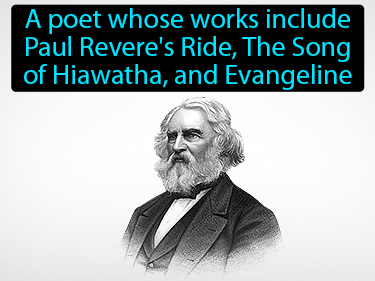 A poet whose works include
Paul Revere's Ride, The Song
of Hiawatha, and Evangeline